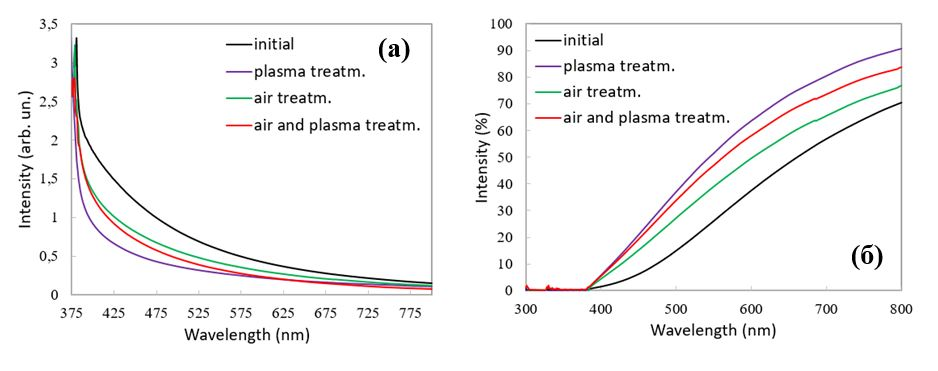 3,5
3
2,5
2
1,5
1
0,5
0
Intensity (arb. un.)
375 425 475 525 575 625 675 725 775
Wavelength (nm)
initial
plasma treatm.
air treatm.
air and plasma treatm.
(а)
100
90
80
70
60
50
40
30
20
10
0
Intensity (%)
300 400 500 600 700 800
Wavelength (nm)
initial
plasma treatm.
air treatm.
air and plasma treatm.
(б)